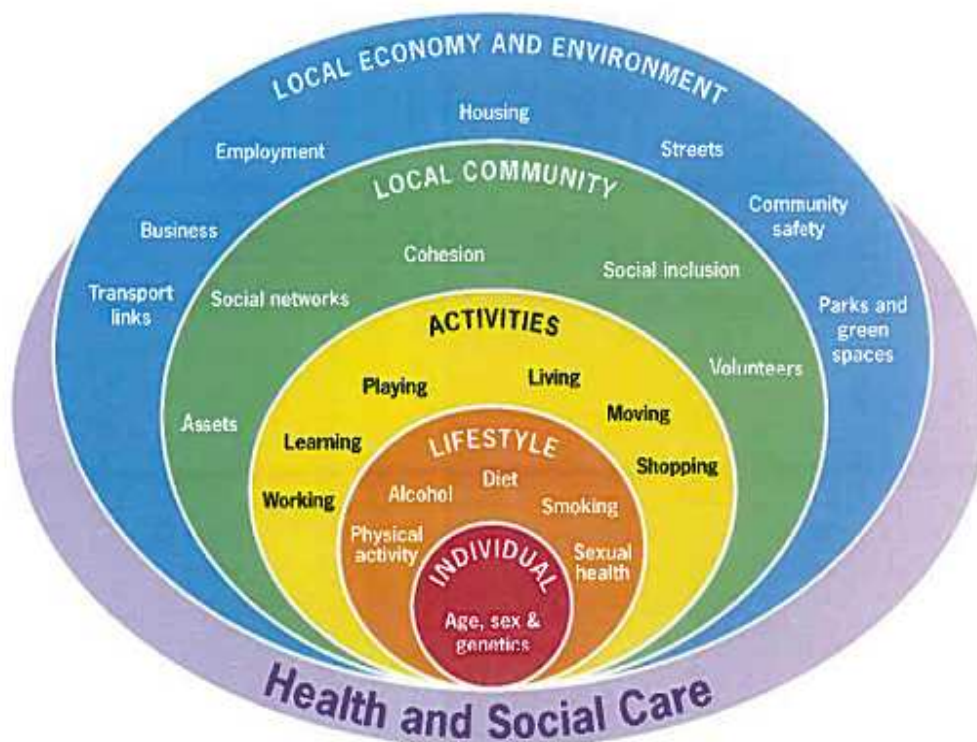 LOCAL ECONOMY AND ENVIRONMENT
Housing
Employment
Streets
Business
Community
safety
Transport
links
Parks and
green
spaces
LOCAL COMMUNITY
Cohesion
Social inclusion
Social networks
Volunteers
Assets
ACTIVITIES
Living
Playing
Moving
Learning
Shopping
Working
LIFESTYLE
Diet
Alcohol
Smoking
Physical
activity
Sexual
health
INDIVIDUAL
Age, sex &
genetics
Health and Social Care